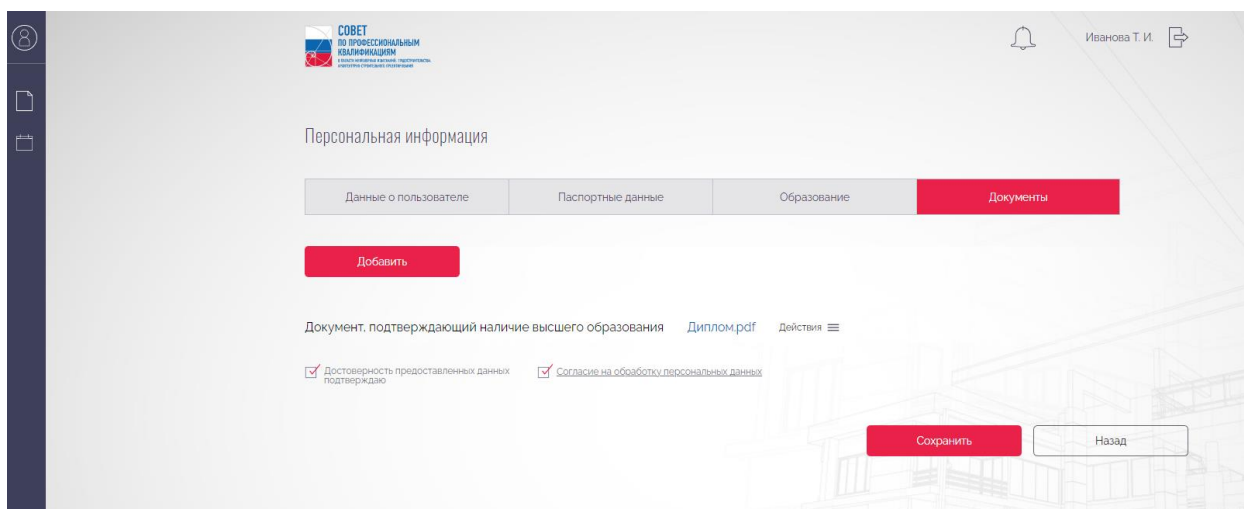 СОВЕТ
ПО ПРОФЕССИОНАЛЬНЫМ
КВАЛИФИКАЦИЯМ
Иванова Т. И.
Персональная информация
Данные о пользователе
Паспортные данные
Образование
Документы
Добавить
Документ, подтверждающий наличие высшего образования Диплом.pdf Действия
Достоверность предоставленных данных
подтверждаю
Согласие на обработку персональных данных
Сохранить
Назад